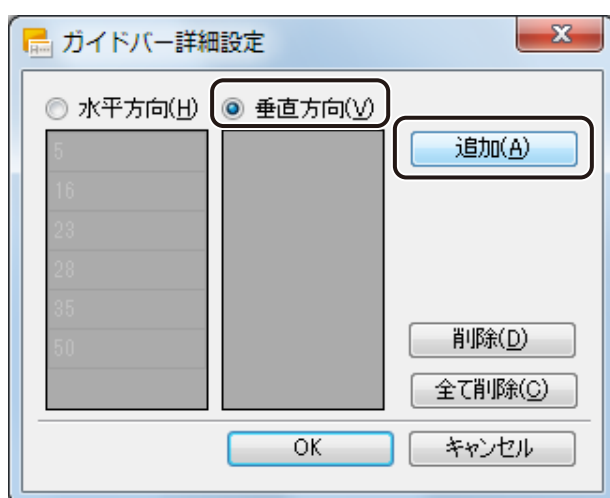 ガイドバー詳細設定
水平方向(H) 垂直方向(V)
追加(A)
5
16
23
28
35
50
削除(D)
全て削除(C)
OK キャンセル